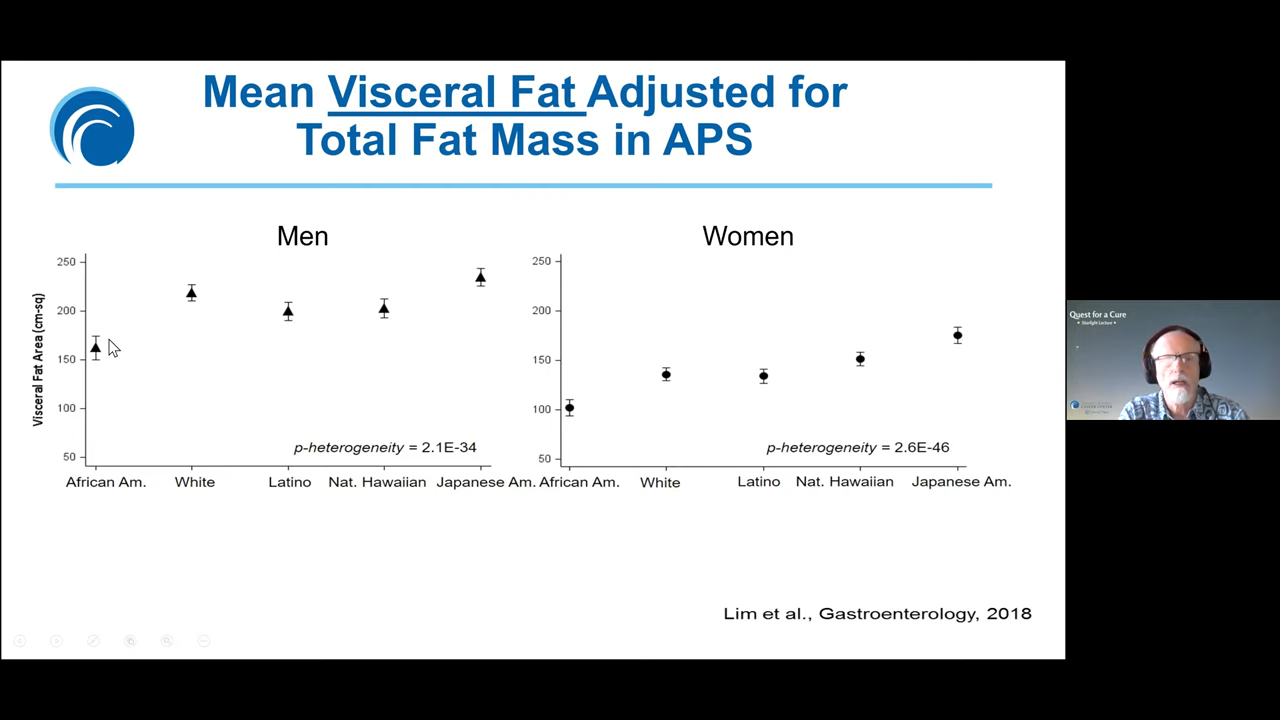 Mean Visceral Fat Adjusted for
Total Fat Mass in APS
Men
Women
Visceral Fat Area (cm-sq)
250
200
150
100
50
p-heterogeneity = 2.1E-34
African Am.
White
Latino
Nat. Hawaiian
Japanese Am.
250
200
150
100
50
p-heterogeneity = 2.6E-46
African Am.
White
Latino
Nat. Hawaiian
Japanese Am.
Lim et al., Gastroenterology, 2018
Quest for a Cure
Starlight Lecture